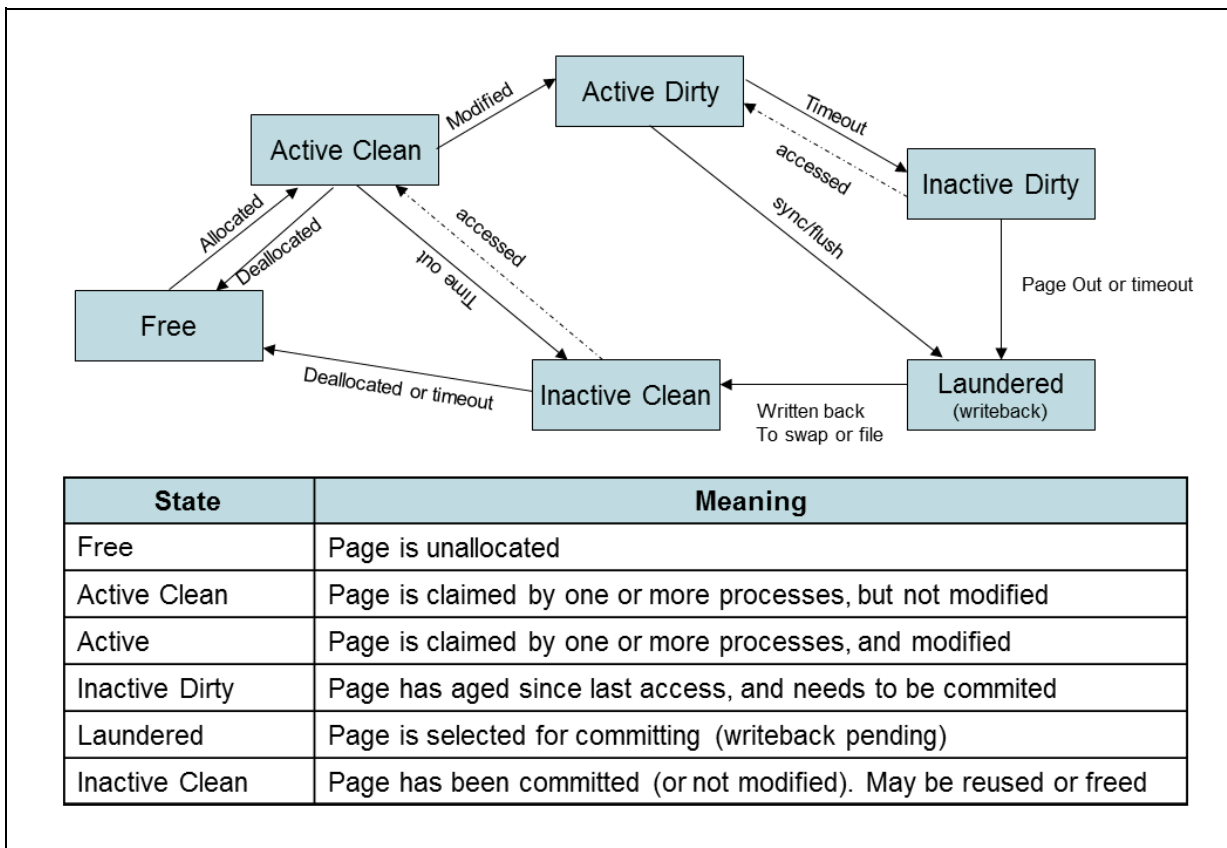 Active Dirty
Modified
Timeout
accessed
Active Clean
Inactive Dirty
Allocated
Deallocated
accessed
Time out
sync/flush
Page Out or timeout
Free
Deallocated or timeout
Inactive Clean
Laundered
(writeback)
Written back
To swap or file
State Meaning
Free Page is unallocated
Active Clean Page is claimed by one or more processes, but not modified
Active Page is claimed by one or more processes, and modified
Inactive Dirty Page has aged since last access, and needs to be commited
Laundered Page is selected for committing (writeback pending)
Inactive Clean Page has been committed (or not modified). May be reused or freed